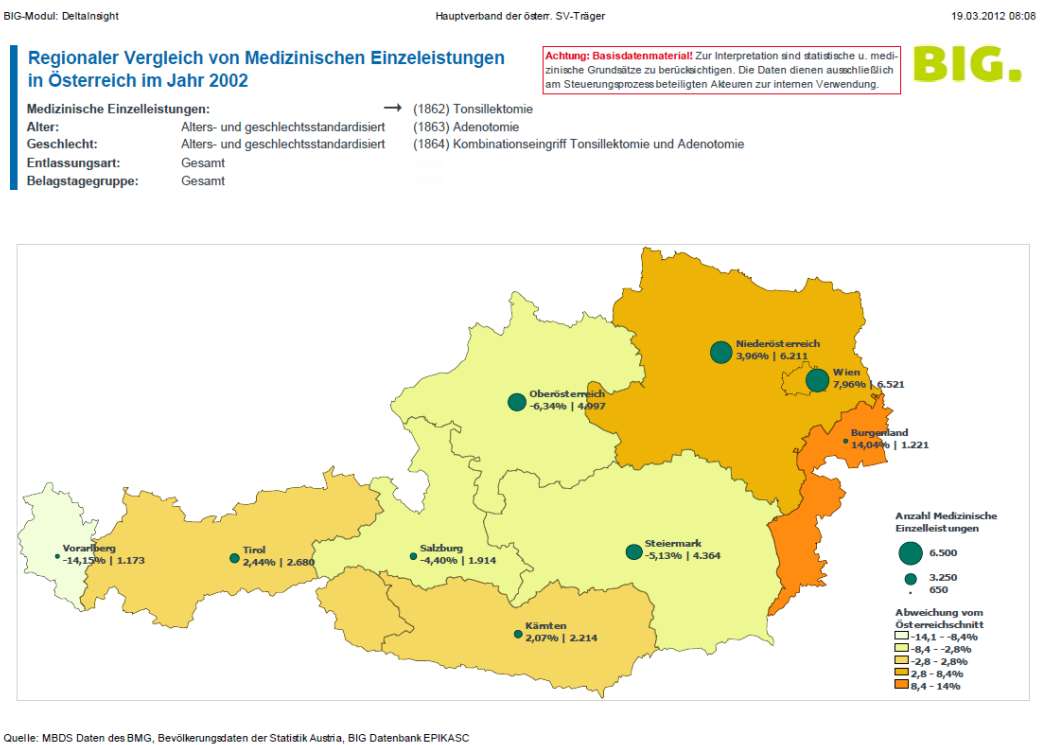 BIG-Modul: DeltaInsight
Hauptverband der österr. SV-Träger
19.03.2012 08:08
Regionaler Vergleich von Medizinischen Einzeleistungen
in Österreich im Jahr 2002
Achtung: Basisdatenmaterial! Zur Interpretation sind statistische u. medi-
zinische Grundsätze zu berücksichtigen. Die Daten dienen ausschließlich
am Steuerungsprozess beteiligten Akteuren zur internen Verwendung.
BIG.
Medizinische Einzelleistungen: → (1862) Tonsillektomie
Alter: Alters- und geschlechtsstandardisiert (1863) Adenotomie
Geschlecht: Alters- und geschlechtsstandardisiert (1864) Kombinationseingriff Tonsillektomie und Adenotomie
Entlassungsart: Gesamt
Belagstagegruppe: Gesamt
Niederösterreich
3,96% | 6.211
Wien
7,96% | 6.521
Oberösterreich
-6,34% | 4.997
Burgenland
14,04% | 1.221
Vorarlberg
-14,15% | 1.173
Tirol
2,44% | 2.680
Salzburg
-4,40% | 1.914
Steiermark
-5,13% | 4.364
Kärnten
2,07% | 2.214
Anzahl Medizinische
Einzelleistungen
6.500
3.250
650
Abweichung vom
Österreichschnitt
-14,1 - -8,4%
-8,4 - -2,8%
-2,8 - 2,8%
2,8 - 8,4%
8,4 - 14%
Quelle: MBDS Daten des BMG, Bevölkerungsdaten der Statistik Austria, BIG Datenbank EPIKASC